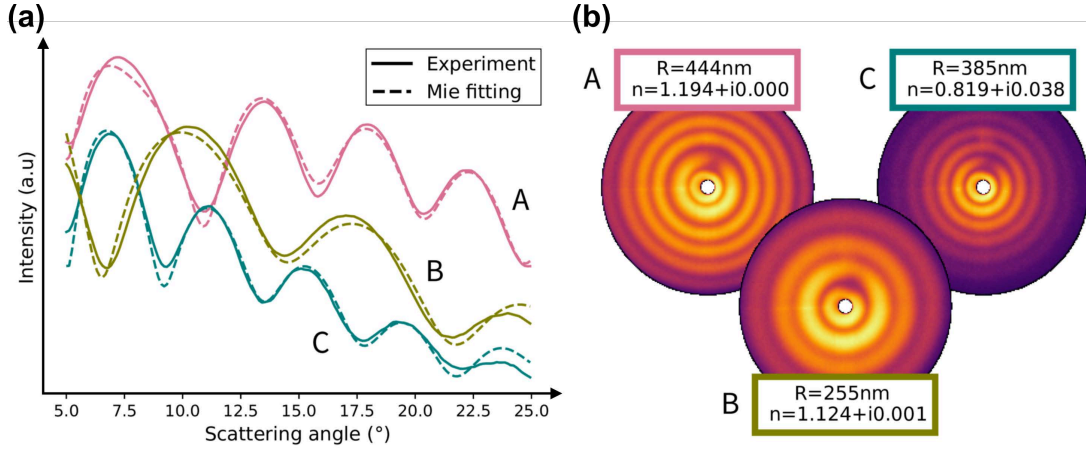 (a)
Intensity (a.u)
Experiment
Mie fitting
A
B
C
5.0 7.5 10.0 12.5 15.0 17.5 20.0 22.5 25.0
Scattering angle (°)
(b)
A
R=444nm
n=1.194+i0.000
C
R=385nm
n=0.819+i0.038
B
R=255nm
n=1.124+i0.001